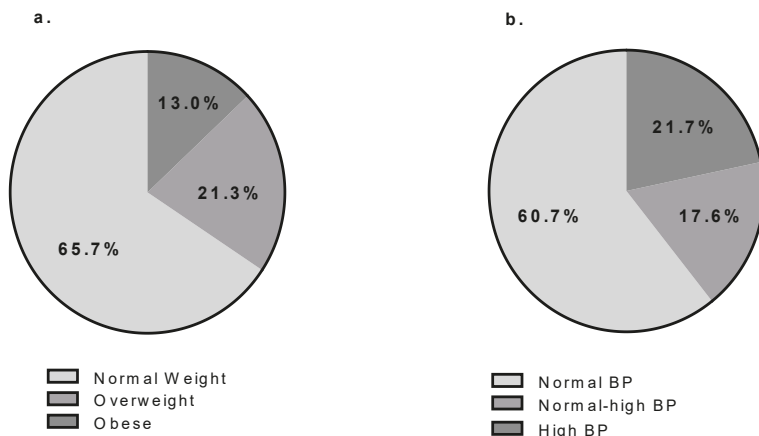 a.
13.0%
21.3%
65.7%
Normal Weight
Overweight
Obese
b.
21.7%
17.6%
60.7%
Normal BP
Normal-high BP
High BP